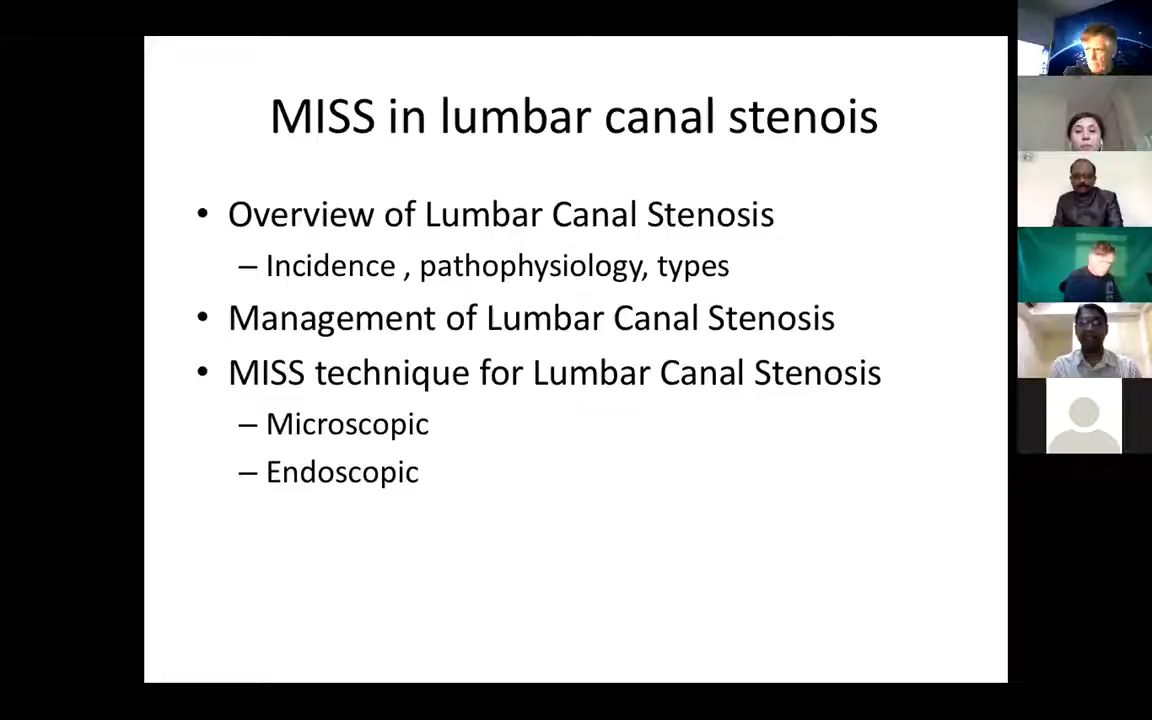 MISS in lumbar canal stenois
• Overview of Lumbar Canal Stenosis
– Incidence , pathophysiology, types
• Management of Lumbar Canal Stenosis
• MISS technique for Lumbar Canal Stenosis
– Microscopic
– Endoscopic